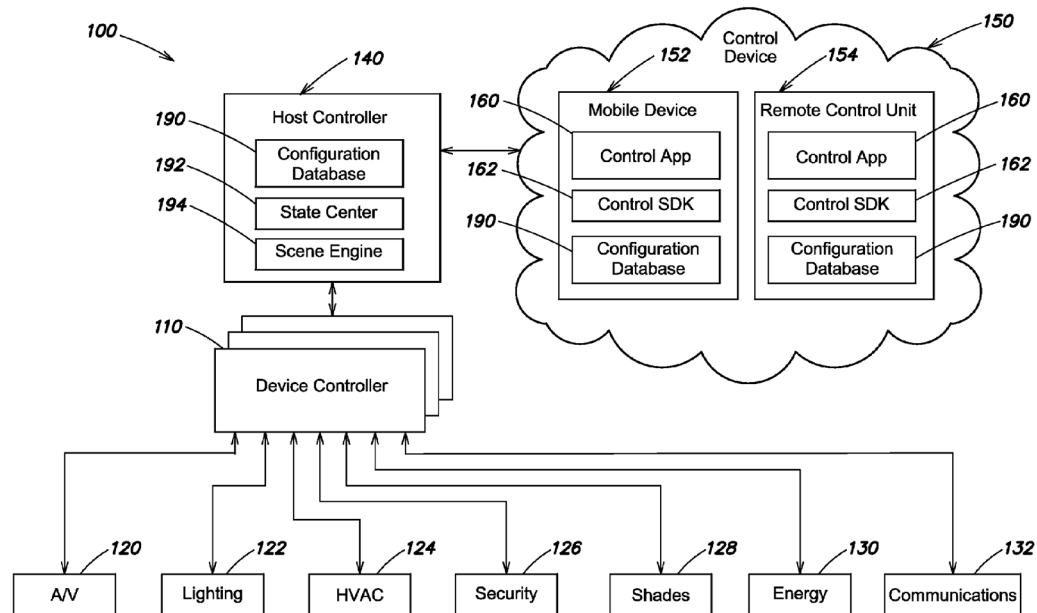 100
140
Host Controller
190
Configuration
Database
192
State Center
194
Scene Engine
150
Control
Device
152
154
Mobile Device
160
Control App
162
Control SDK
190
Configuration
Database
Remote Control Unit
160
Control App
162
Control SDK
190
Configuration
Database
110
Device Controller
120
A/V
122
Lighting
124
HVAC
126
Security
128
Shades
130
Energy
132
Communications